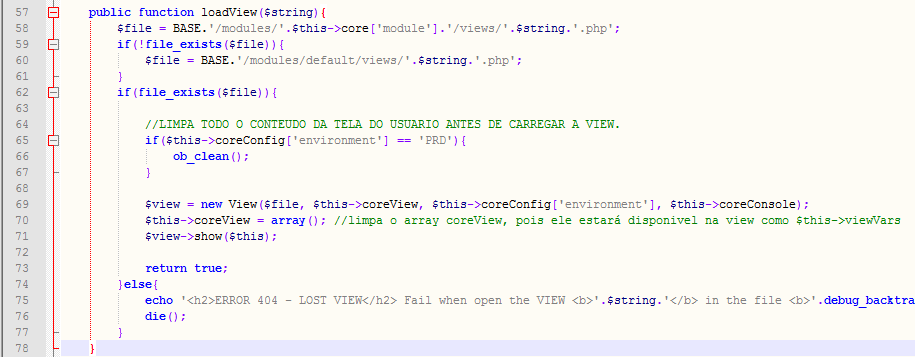 57 public function loadView($string){
58 $file = BASE.'/modules/'.$this->core['module'].'/views/'.$string.'.php';
59 if(!file_exists($file)){
60 $file = BASE.'/modules/default/views/'.$string.'.php';
61 }
62 if(file_exists($file)){
63
64 //LIMPA TODO O CONTEUDO DA TELA DO USUARIO ANTES DE CARREGAR A VIEW.
65 if($this->coreConfig['environment'] == 'PRD'){
66 ob_clean();
67 }
68
69 $view = new View($file, $this->coreView, $this->coreConfig['environment'], $this->coreConsole);
70 $this->coreView = array(); //limpa o array coreView, pois ele estará disponivel na view como $this->viewVars
71 $view->show($this);
72
73 return true;
74 }else{
75 echo '<h2>ERROR 404 - LOST VIEW</h2> Fail when open the VIEW <b>'.$string.'</b> in the file <b>'.debug_backtra
76 die();
77 }
78 }